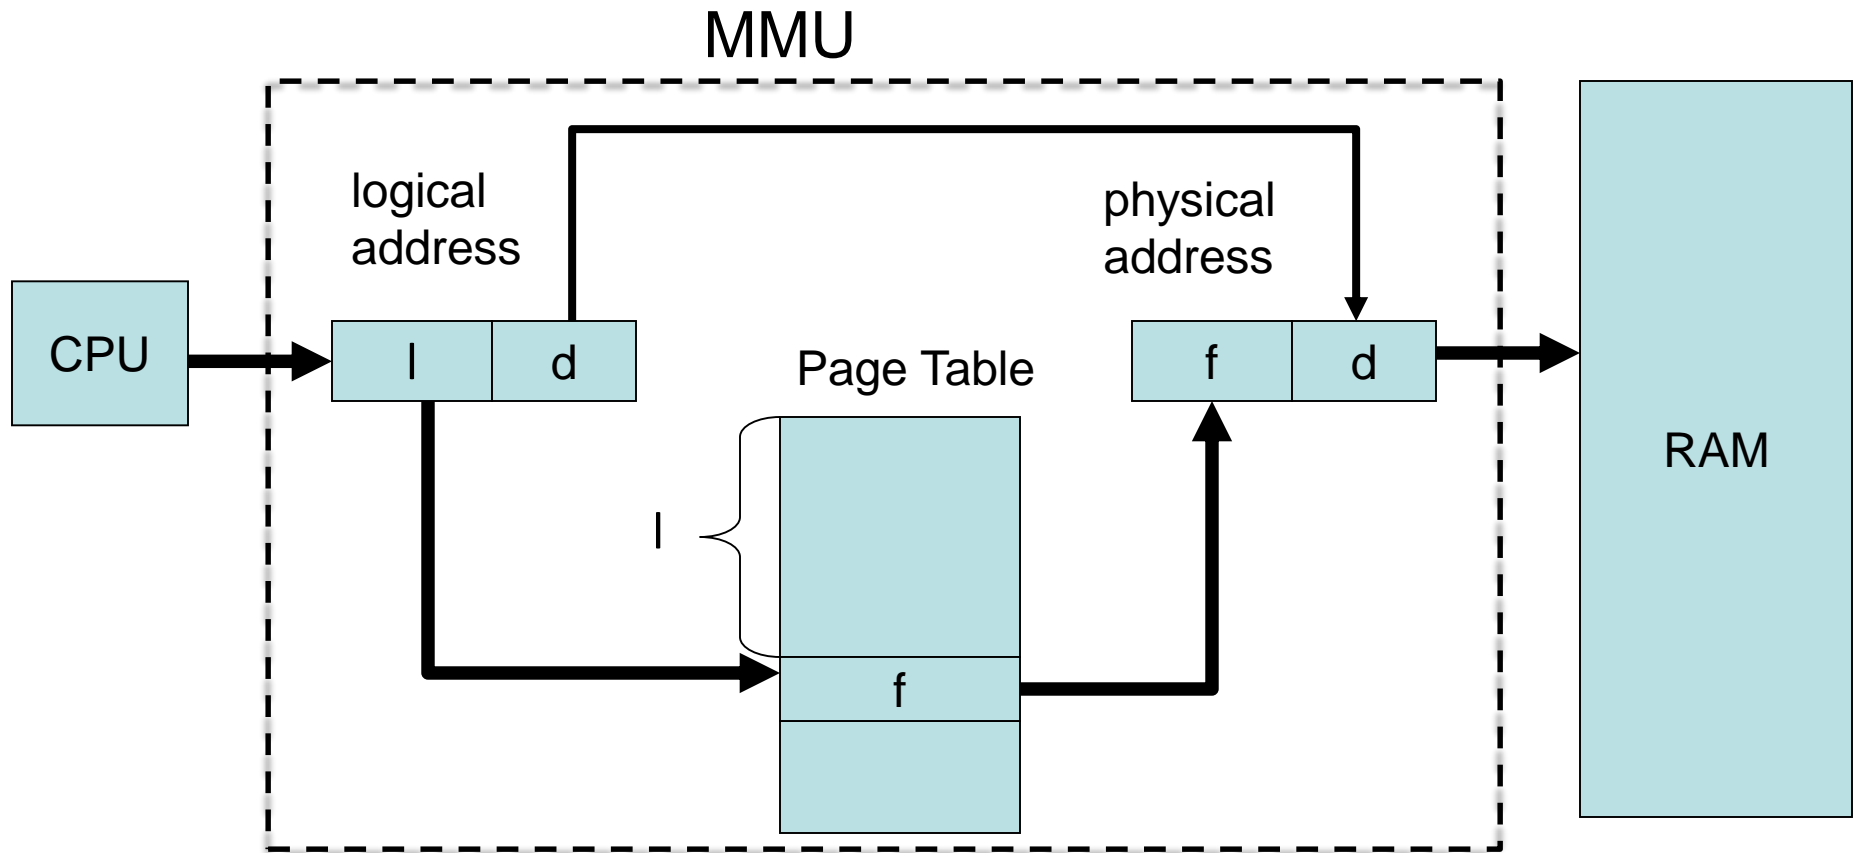 MMU
logical
address
physical
address
CPU
l
d
Page Table
f
d
RAM
l
f